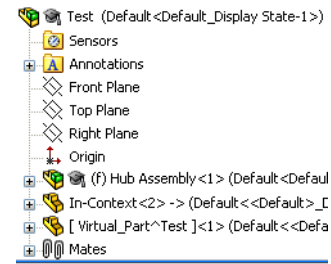 Test (Default<Default_Display State-1>)
Sensors
A Annotations
Front Plane
Top Plane
Right Plane
Origin
(f) Hub Assembly<1> (Default<Defaul
In-Context<2> -> (Default<<Default>_D
[ Virtual_Part^Test ]<1> (Default<<Defa
Mates